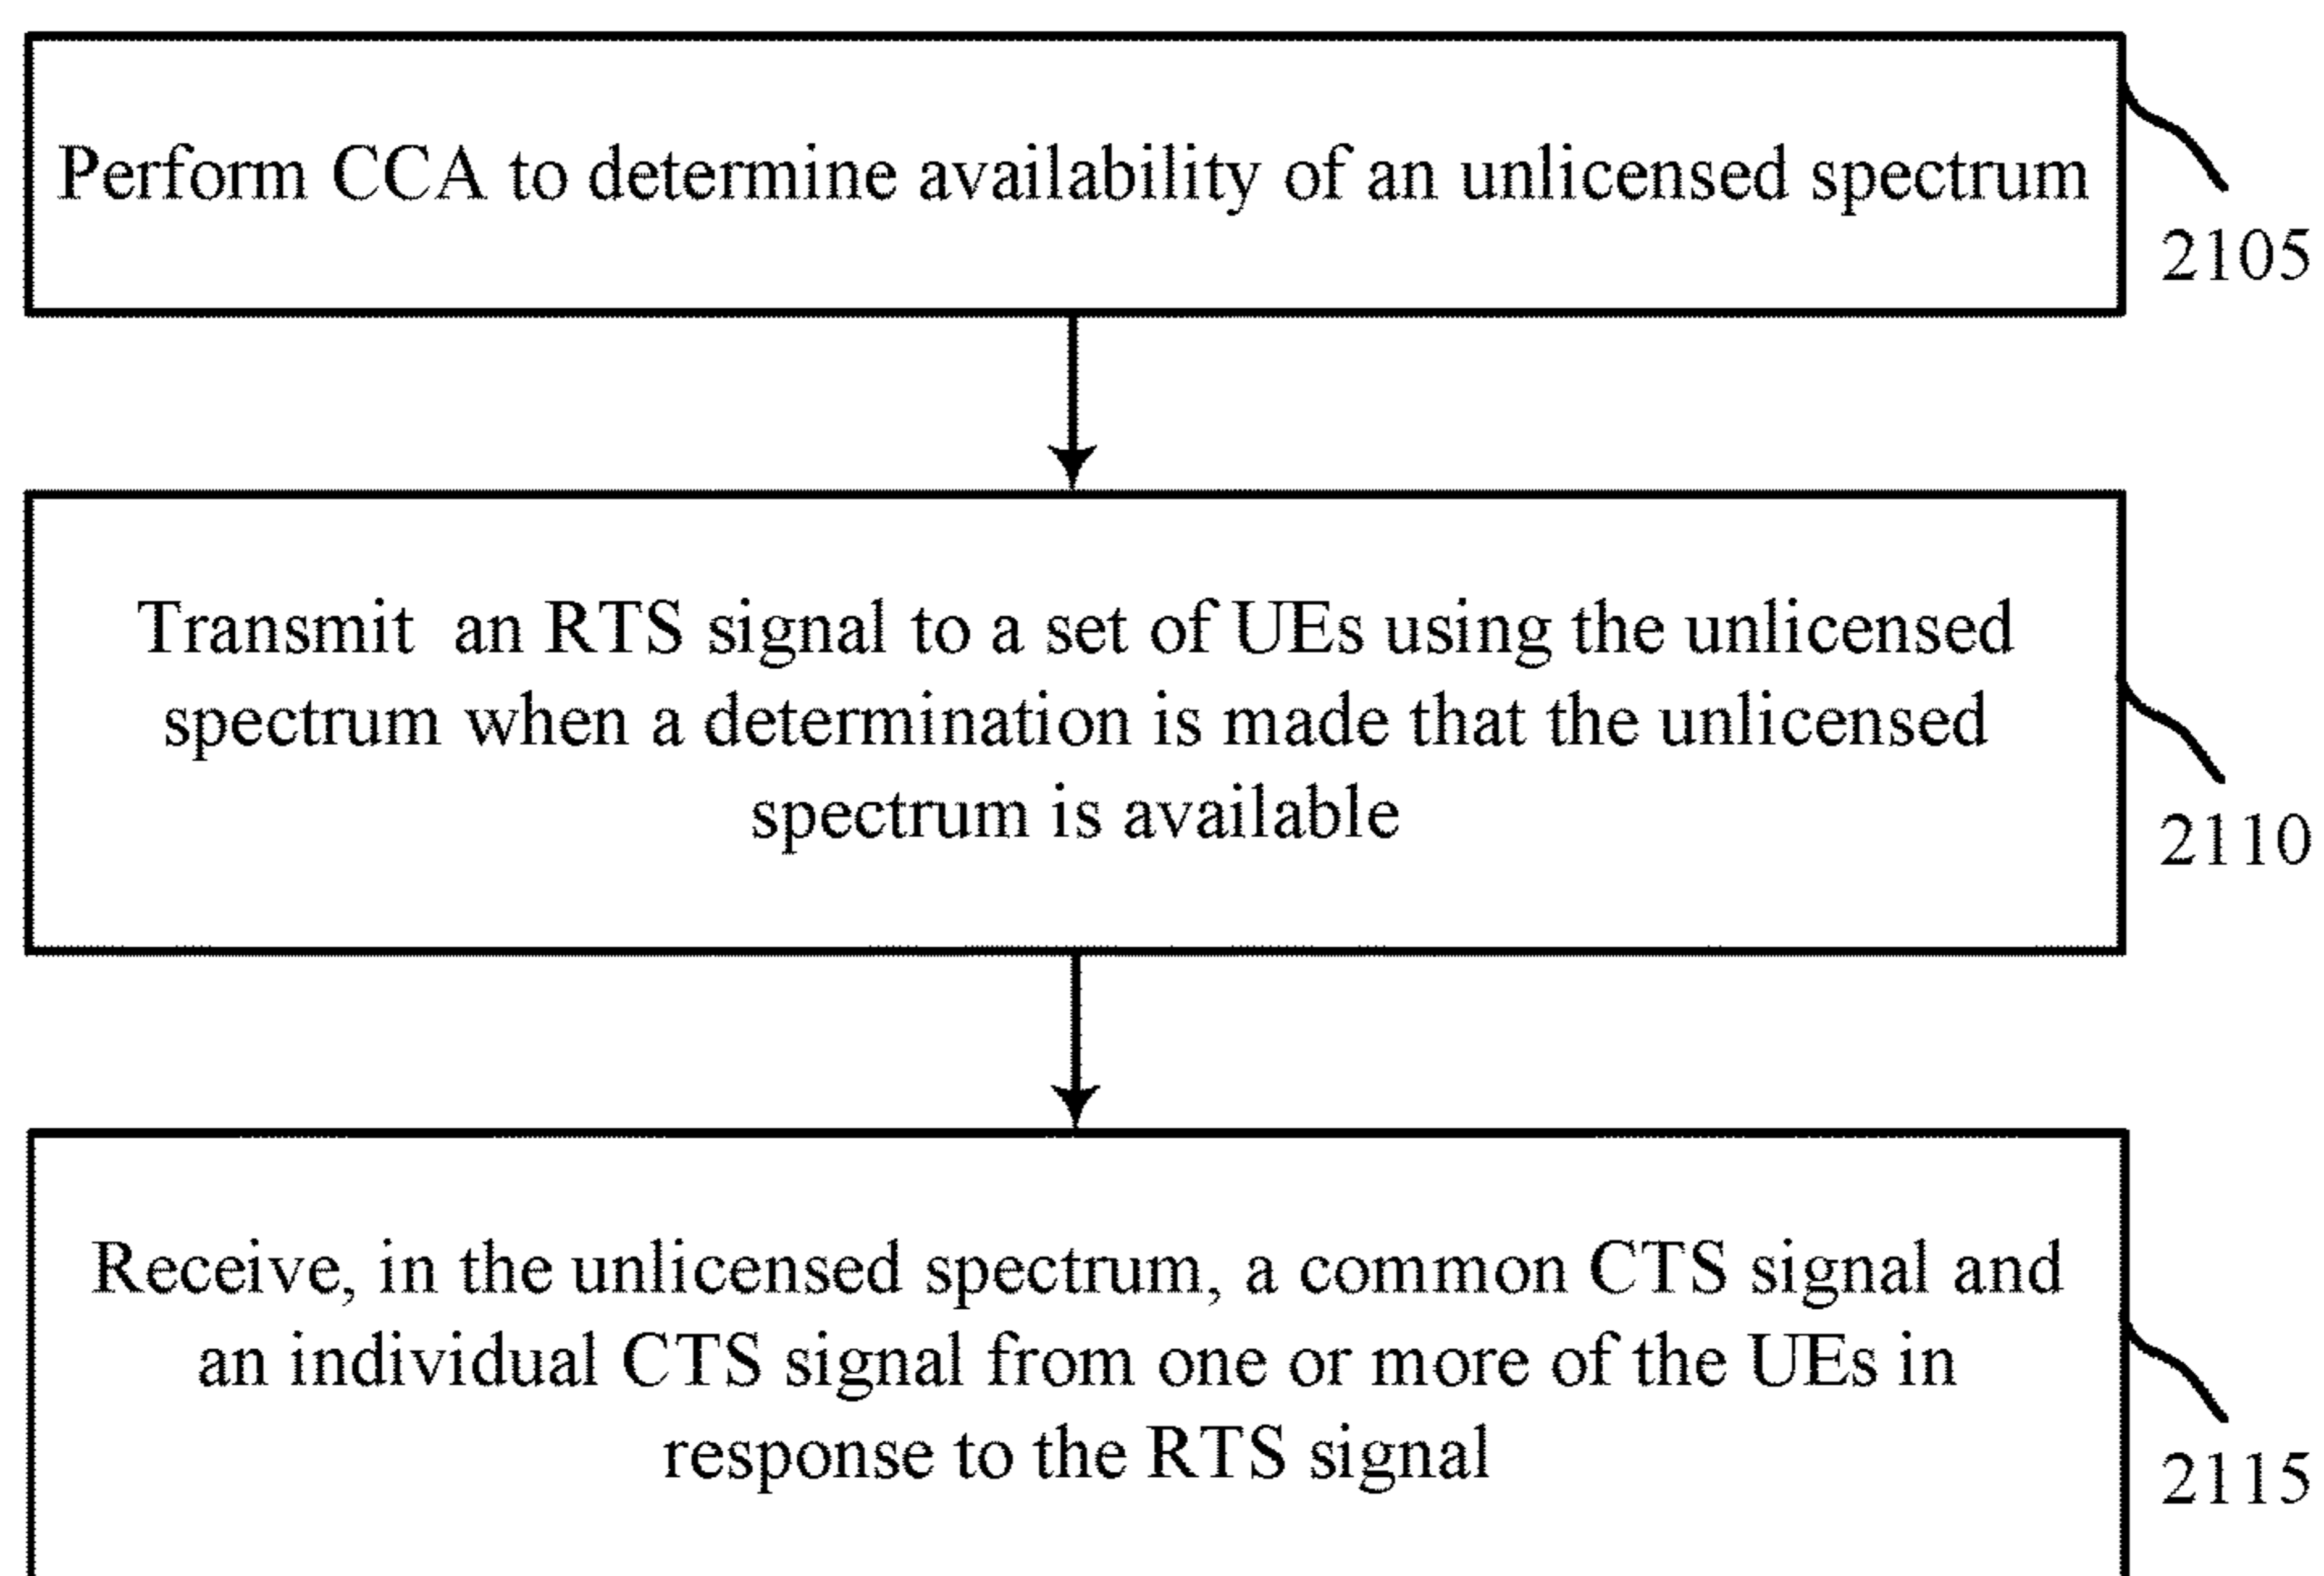 Perform CCA to determine availability of an unlicensed spectrum
2105
Transmit an RTS signal to a set of UEs using the unlicensed
spectrum when a determination is made that the unlicensed
spectrum is available
2110
Receive, in the unlicensed spectrum, a common CTS signal and
an individual CTS signal from one or more of the UEs in
response to the RTS signal
2115